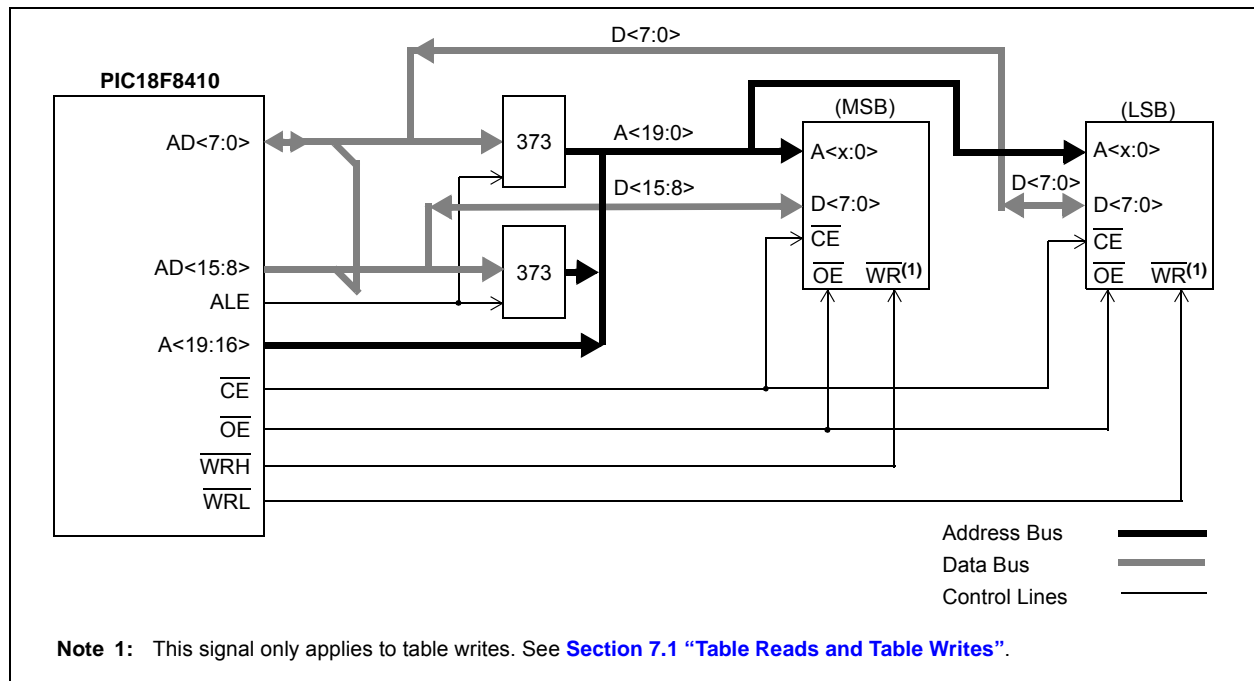 D<7:0>
PIC18F8410
AD<7:0>
373
A<19:0>
(MSB)
A<x:0>
(LSB)
A<x:0>
D<15:8>
D<7:0>
D<7:0>
D<7:0>
CE
CE
AD<15:8>
373
OE WR(1)
OE WR(1)
ALE
A<19:16>
CE
OE
WRH
WRL
Address Bus
Data Bus
Control Lines
Note 1: This signal only applies to table writes. See Section 7.1 “Table Reads and Table Writes”.